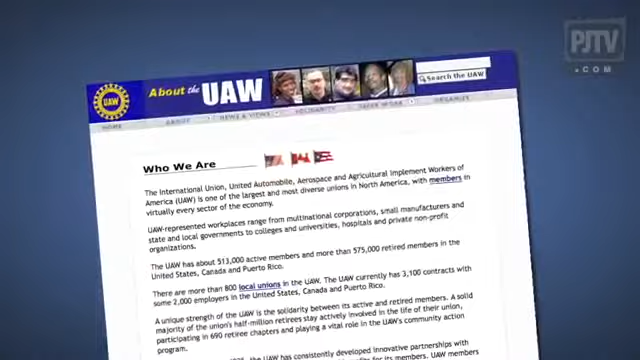 PJTV
.COM
About the UAW
Search the UAW
UAW
HOME
ABOUT
NEWS & VIEWS
SOLIDARITY
ORGANIZE
Who We Are
The International Union, United Automobile, Aerospace and Agricultural Implement Workers of
America (UAW) is one of the largest and most diverse unions in North America, with members in
virtually every sector of the economy.
UAW-represented workplaces range from multinational corporations, small manufacturers and
state and local governments to colleges and universities, hospitals and private non-profit
organizations.
The UAW has about 513,000 active members and more than 575,000 retired members in the
United States, Canada and Puerto Rico.
There are more than 800 local unions in the UAW. The UAW currently has 3,100 contracts with
some 2,000 employers in the United States, Canada and Puerto Rico.
A unique strength of the UAW is the solidarity between its active and retired members. A solid
majority of the union's half-million retirees stay actively involved in the life of their union,
participating in 690 retiree chapters and playing a vital role in the UAW's community action
program.
the UAW has consistently developed innovative partnerships with
for its members. UAW members